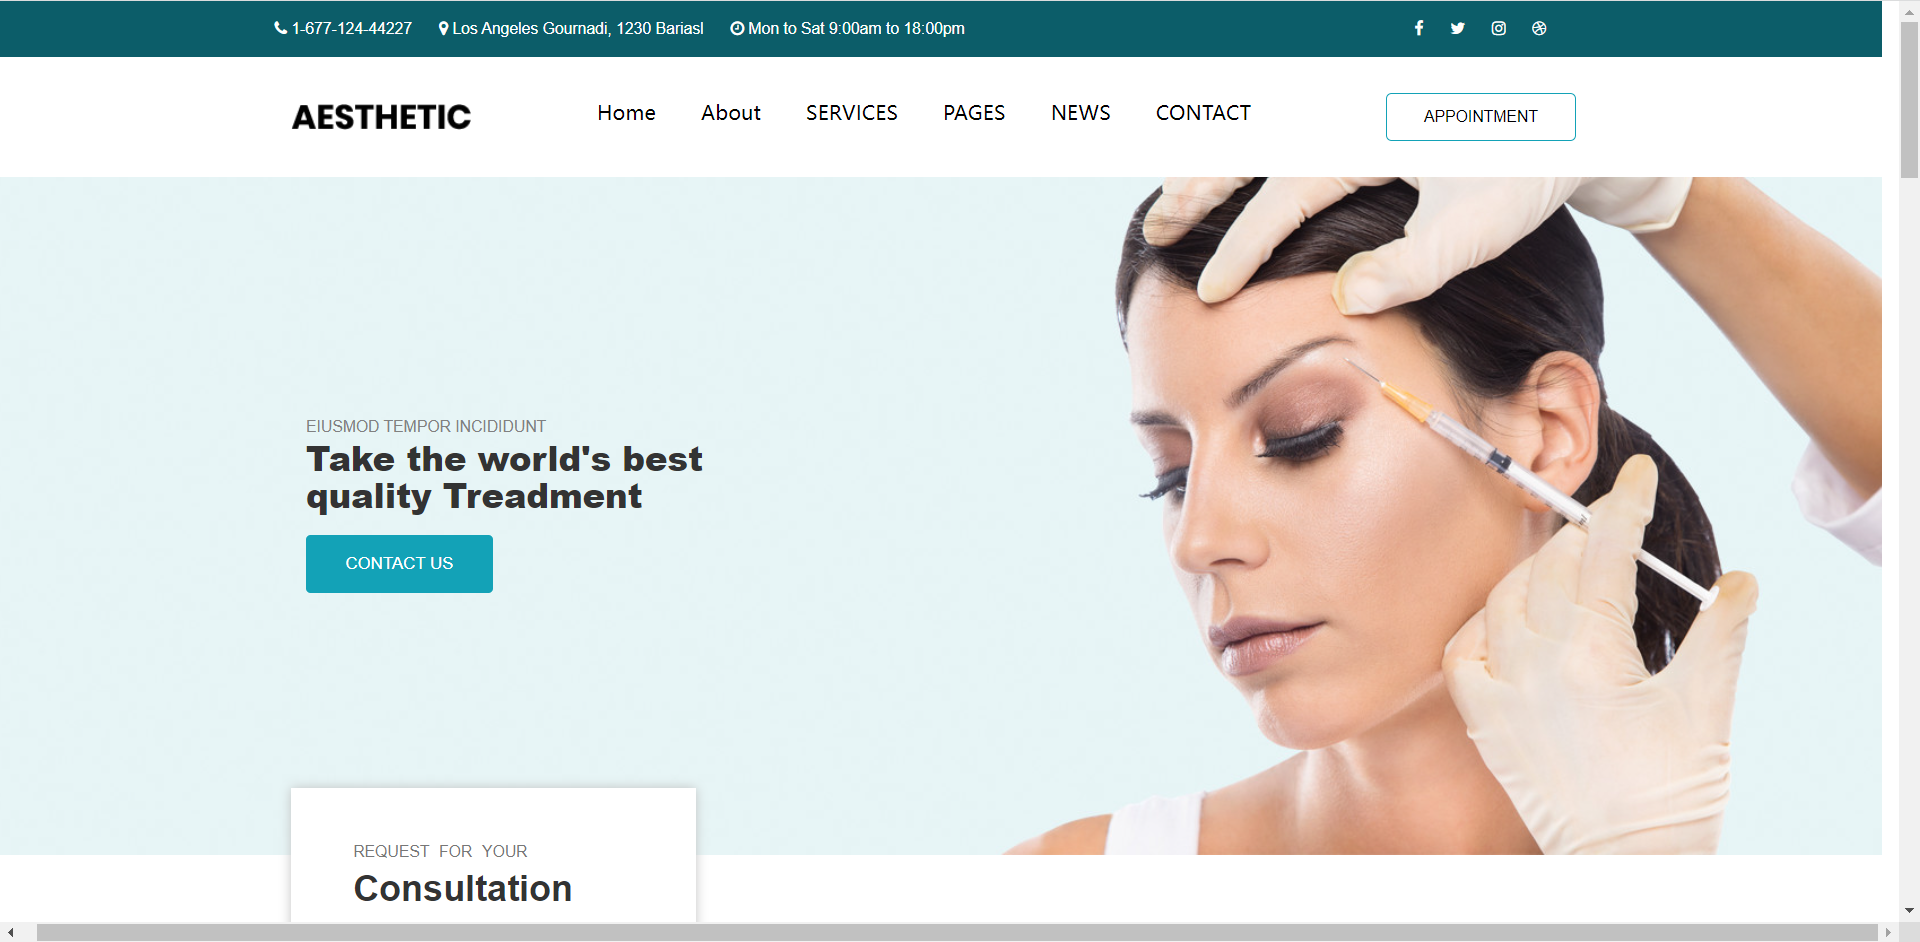 1-677-124-44227 Los Angeles Gournadi, 1230 Bariasl Mon to Sat 9:00am to 18:00pm
AESTHETIC Home About SERVICES PAGES NEWS CONTACT APPOINTMENT
EIUSMOD TEMPOR INCIDIDUNT
Take the world's best
quality Treadment
CONTACT US
REQUEST FOR YOUR
Consultation